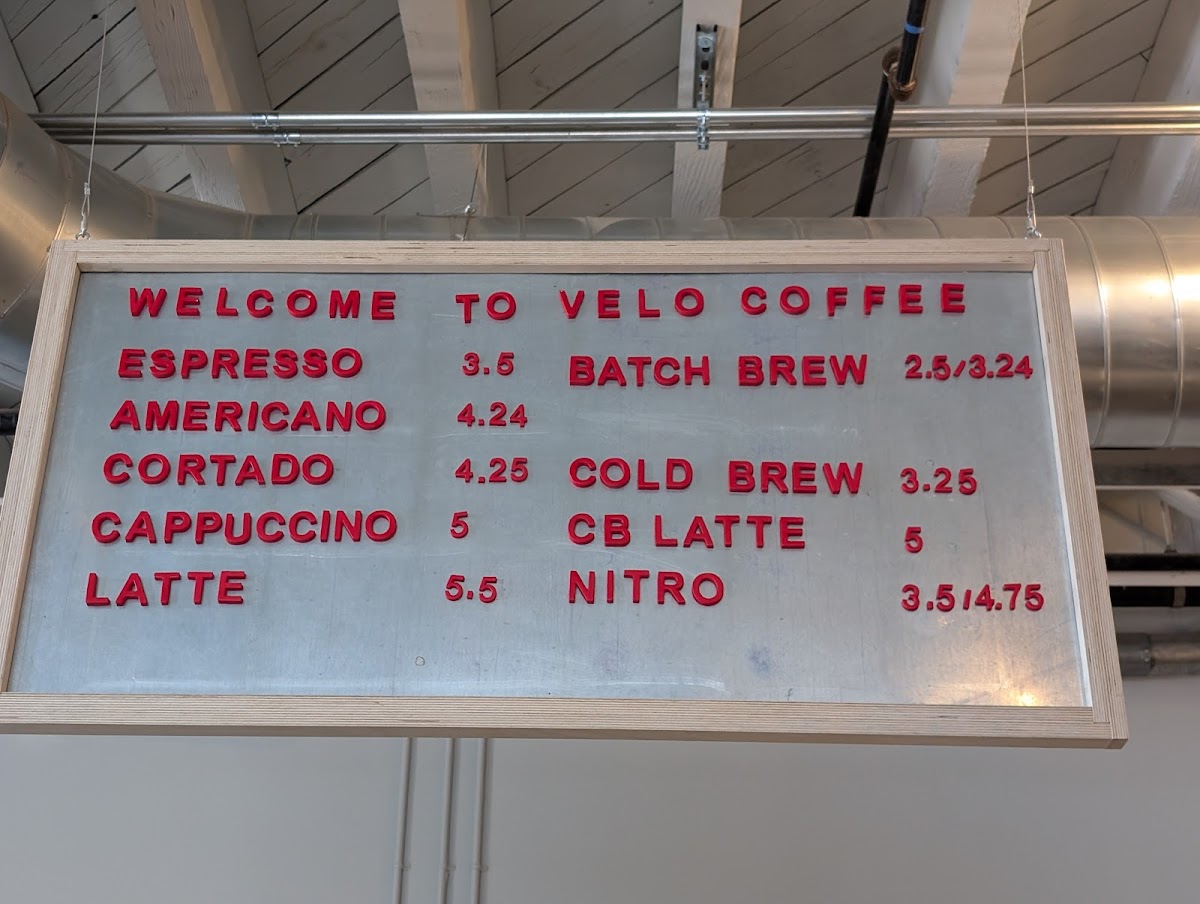 WELCOME TO VELO COFFEE
ESPRESSO 3.5 BATCH BREW 2.5/3.24
AMERICANO 4.24
CORTADO 4.25 COLD BREW 3.25
CAPPUCCINO 5 CB LATTE 5
LATTE 5.5 NITRO 3.5/4.75